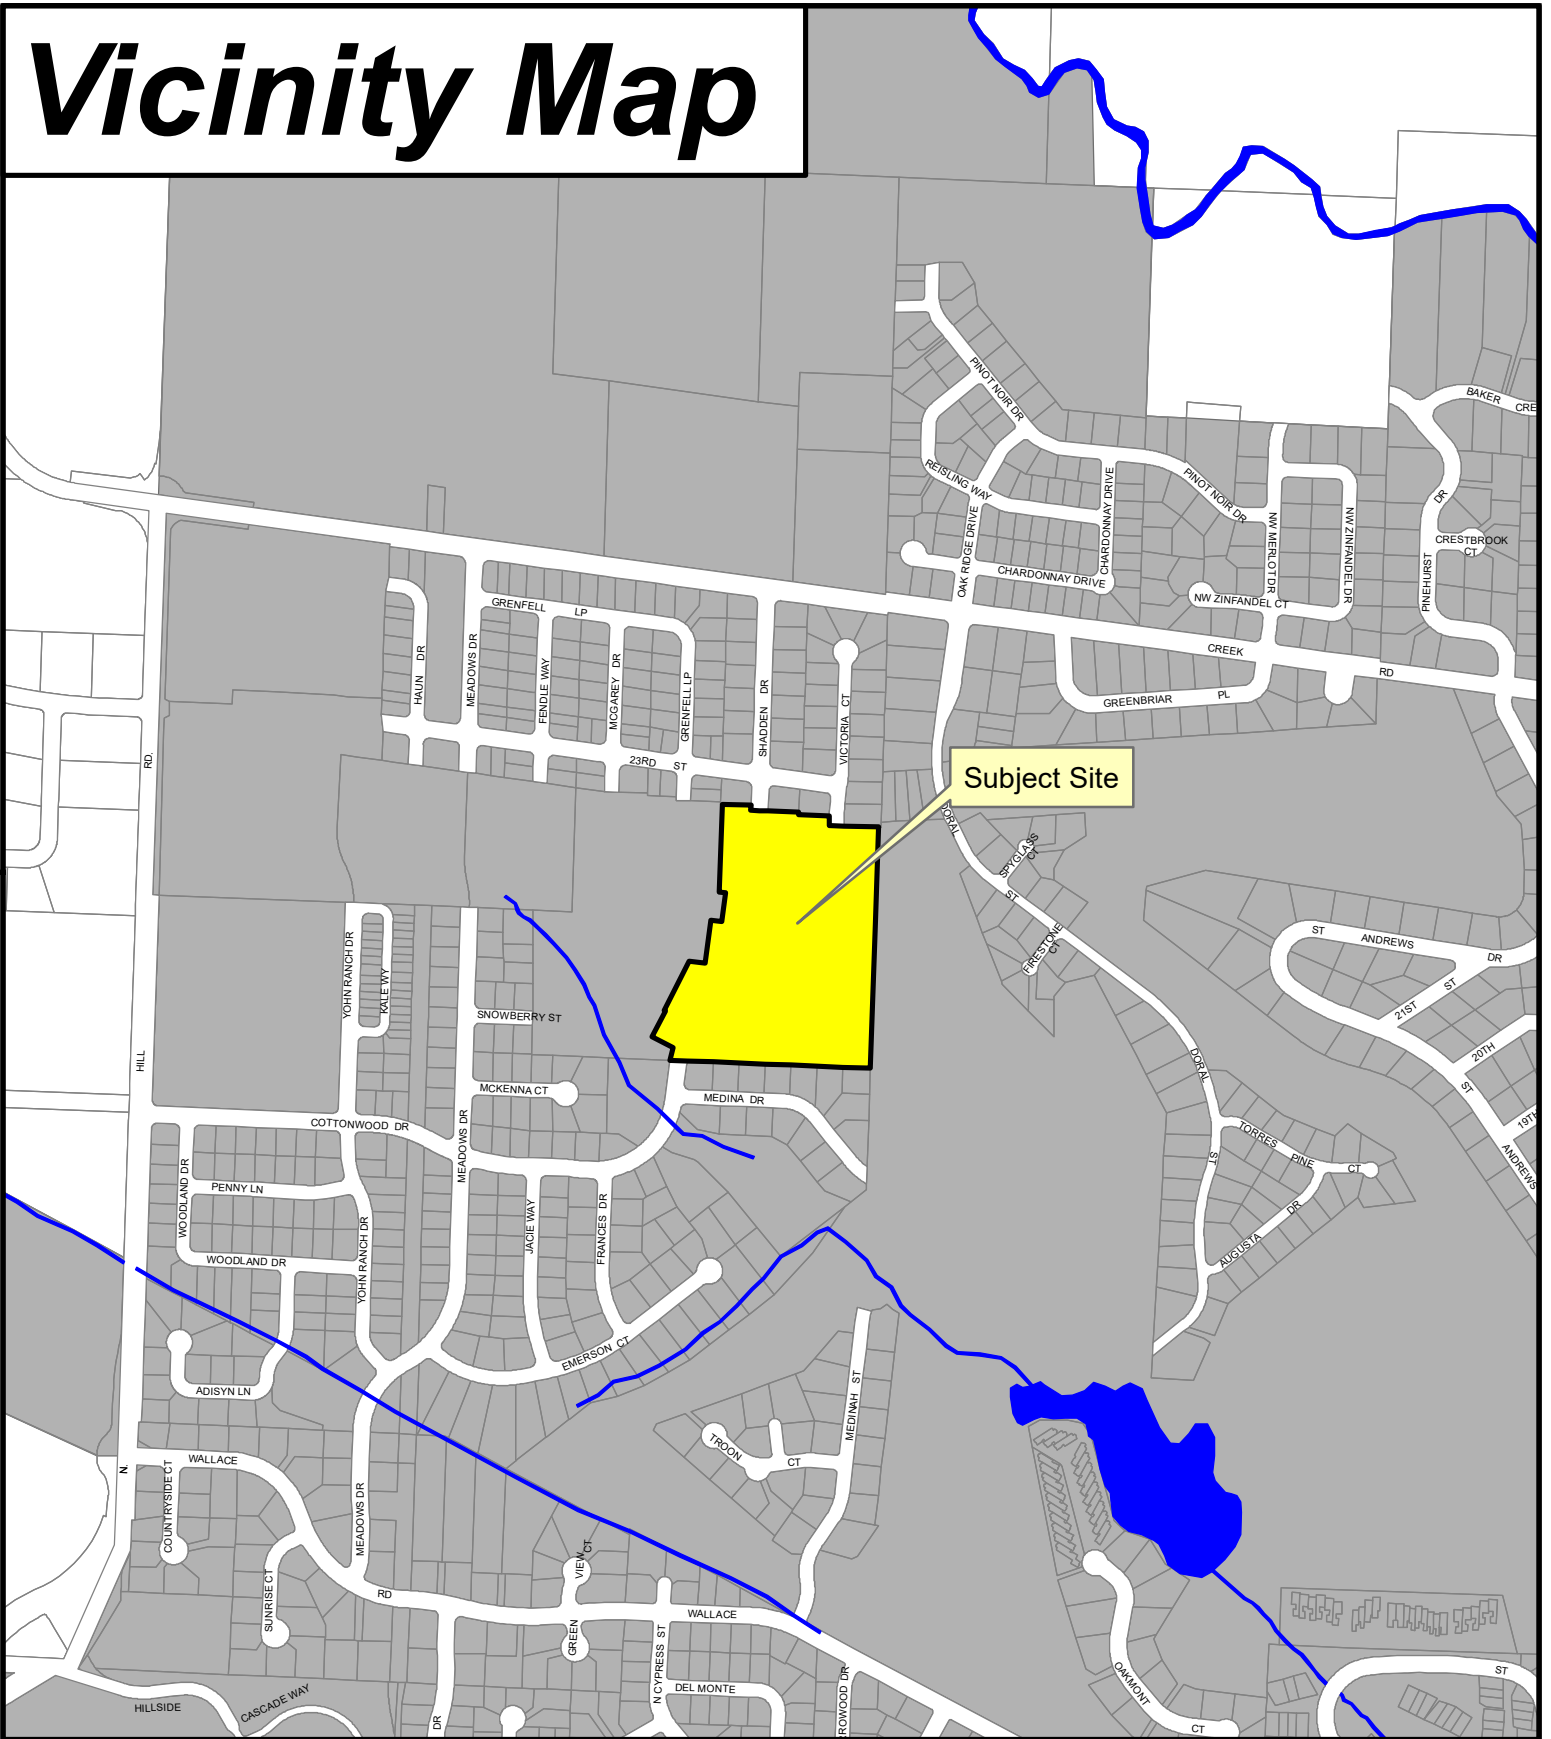 Vicinity Map
PINOT NOIR DR
BAKER
CRE
REISLING WAY
CHARDONNAY DRIVE
PINOT NOIR DR
DR
OAK RIDGE DRIVE
NW MERLOT DR
NW ZINFANDEL DR
CRESTBROOK
CT
CHARDONNAY DRIVE
PINEHURST
NW ZINFANDEL CT
GRENFELL LP
HAUN DR
MEADOWS DR
FENDLE WAY
MCGAREY DR
GRENFELL LP
SHADDEN DR
VICTORIA CT
CREEK
RD
GREENBRIAR PL
RD.
23RD ST
Subject Site
DORAL
SPYGLASS
CT
ST
FIRESTONE
CT
ST ANDREWS
DR
21ST ST
20TH
19TH
ST
ANDREWS
YOHN RANCH DR
KALE WY
SNOWBERRY ST
HILL
MCKENNA CT
MEDINA DR
DORAL
COTTONWOOD DR
MEADOWS DR
TORRES
PINE
CT
ST
WOODLAND DR
PENNY LN
YOHN RANCH DR
JACIE WAY
FRANCES DR
AUGUSTA DR
WOODLAND DR
EMERSON CT
ADISYN LN
MEDINAH ST
TROON
CT
N.
WALLACE
COUNTRYSIDE CT
MEADOWS DR
VIEW
CT
SUNRISE CT
RD
GREEN
WALLACE
N CYPRESS ST
OAKMONT
CT
ST
DEL MONTE
ROWOOD DR
HILLSIDE
CASCADE WAY
DR